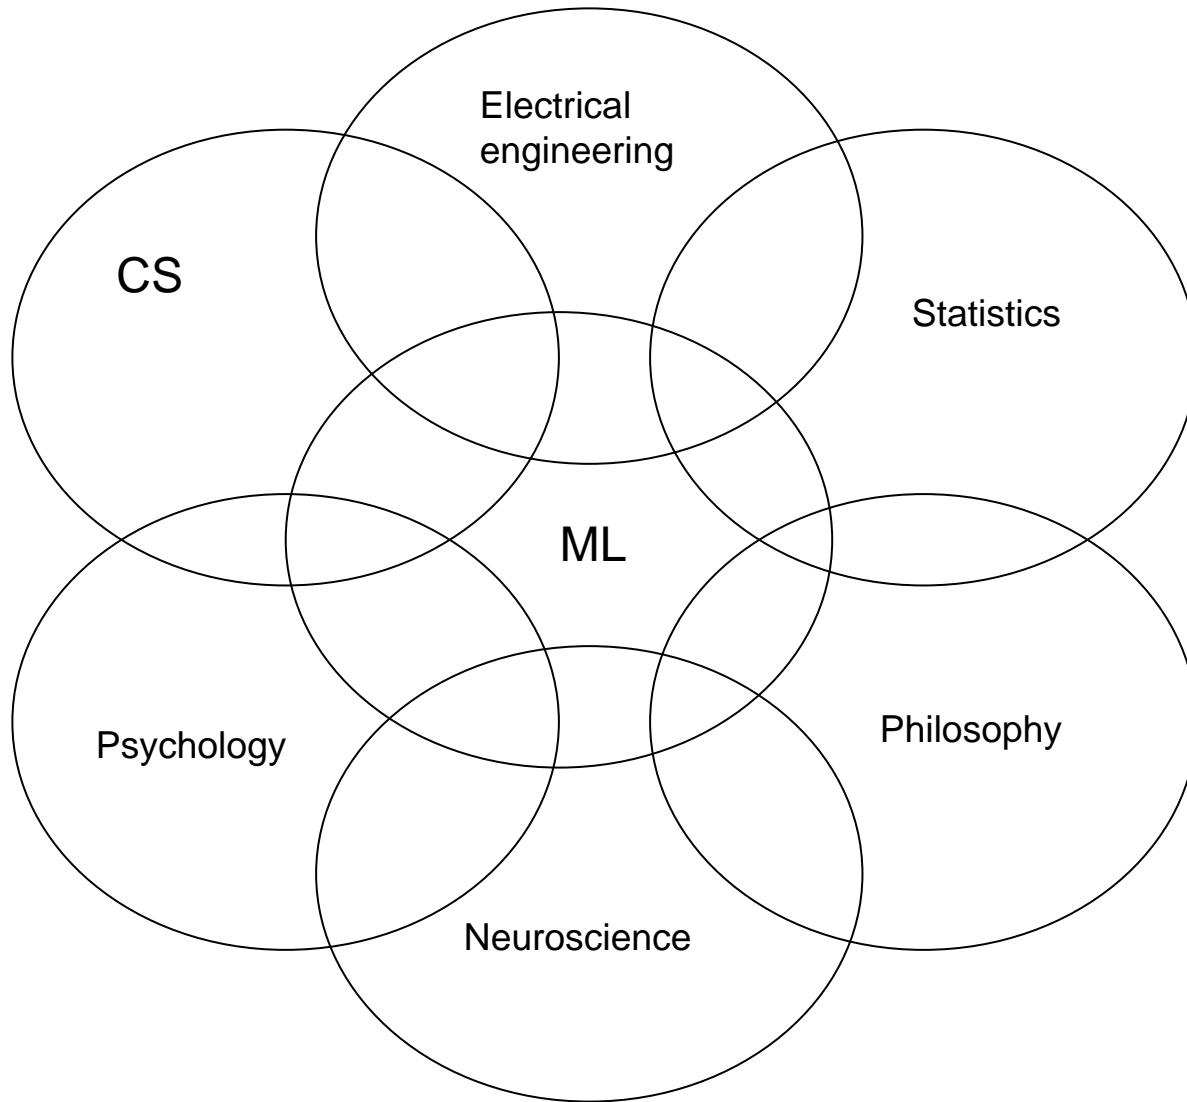 Electrical
engineering
CS
Statistics
ML
Philosophy
Psychology
Neuroscience